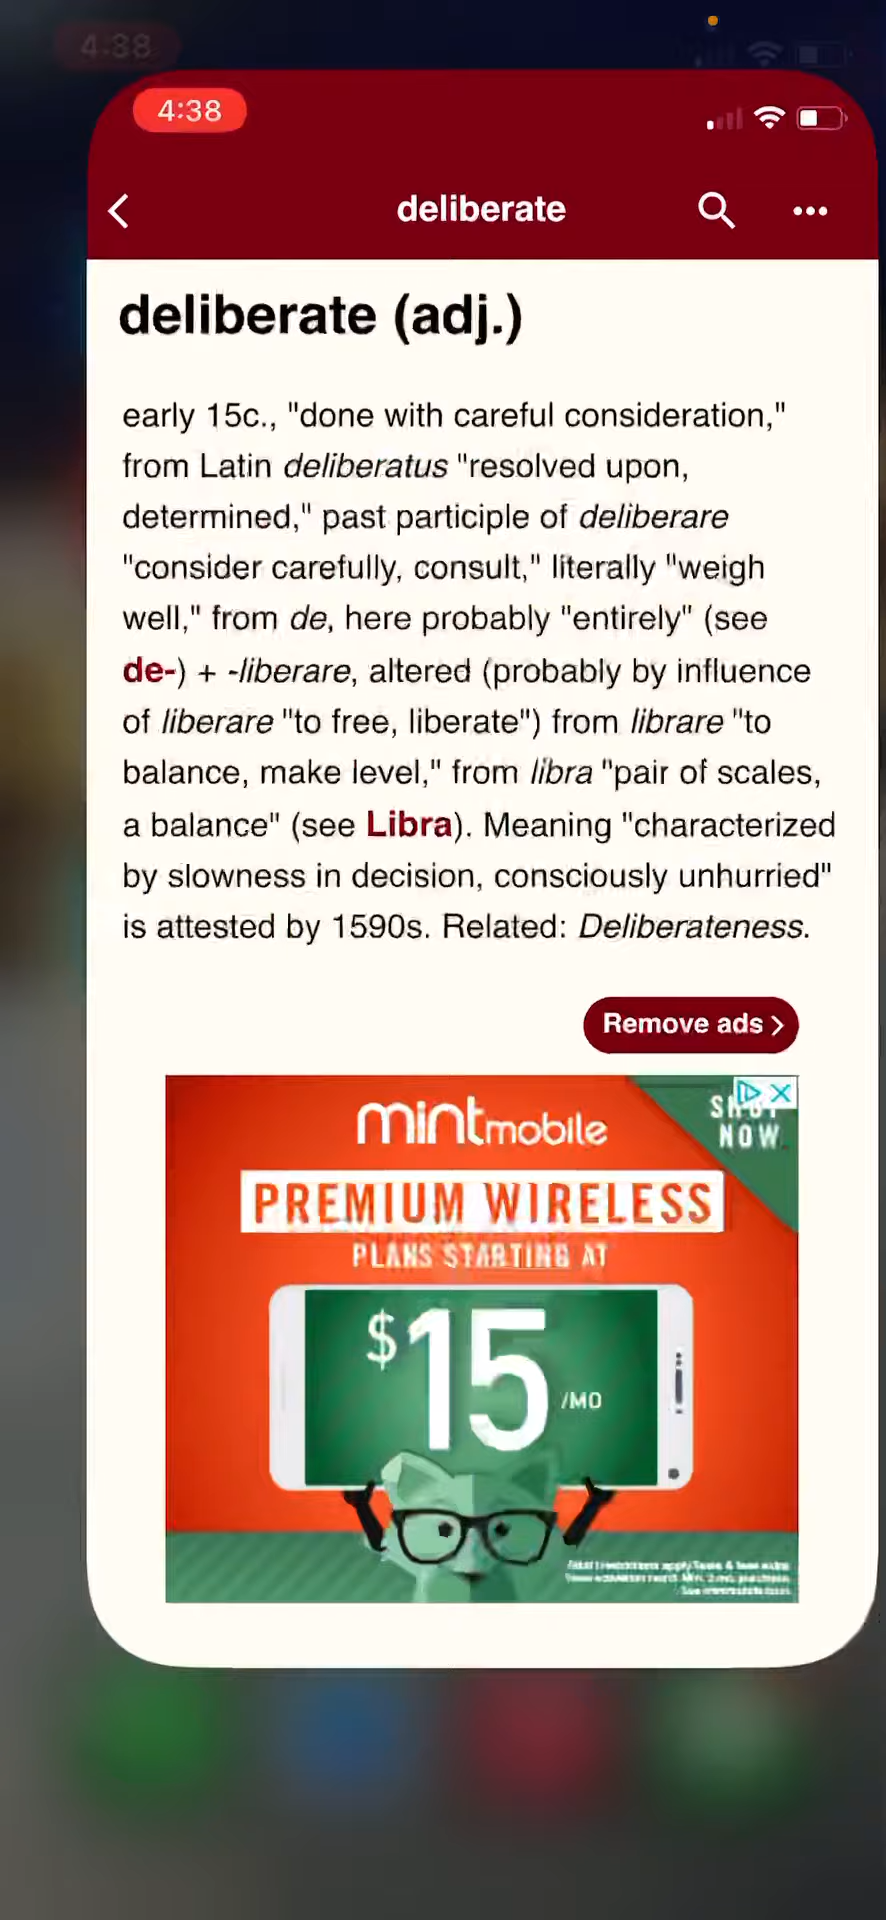 4:38
4:38
deliberate
deliberate (adj.)
early 15c., "done with careful consideration,"
from Latin deliberatus "resolved upon,
determined," past participle of deliberare
"consider carefully, consult," literally "weigh
well," from de, here probably "entirely" (see
de-) + -liberare, altered (probably by influence
of liberare "to free, liberate") from librare "to
balance, make level," from libra "pair of scales,
a balance" (see Libra). Meaning "characterized
by slowness in decision, consciously unhurried"
is attested by 1590s. Related: Deliberateness.
Remove ads
mint mobile
NOW
PREMIUM WIRELESS
PLANS STARTING AT
$15 /MO